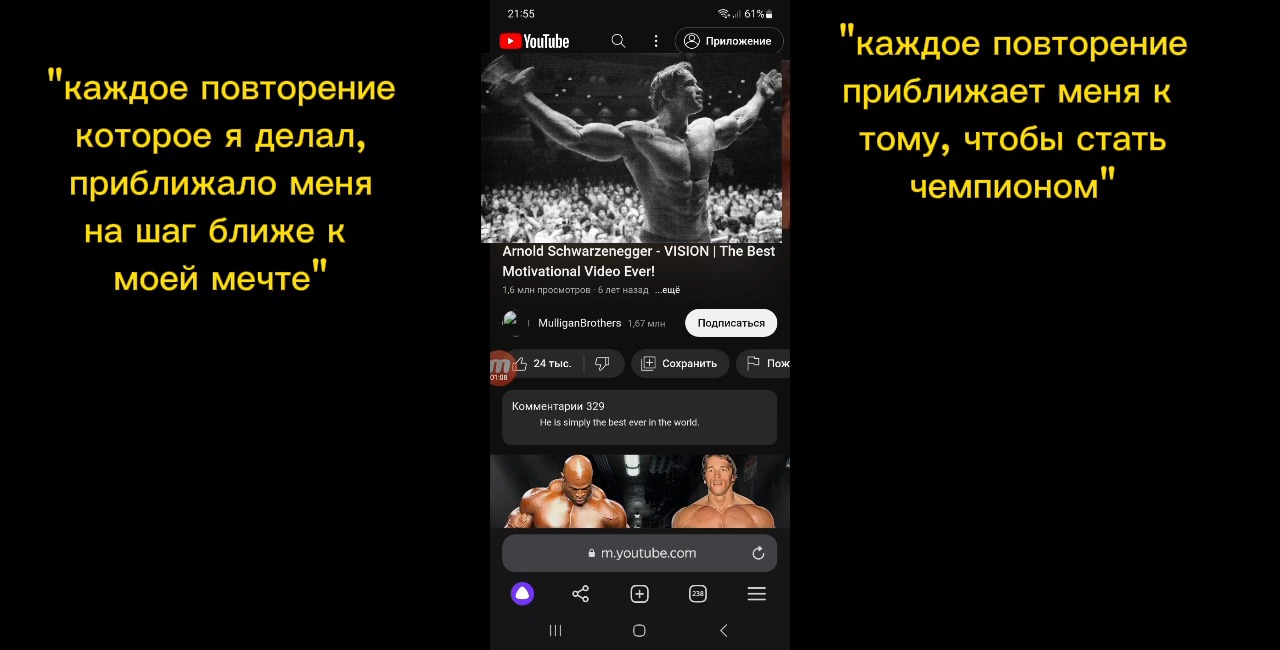 "каждое повторение
которое я делал,
приближало меня
на шаг ближе к
моей мечте"
21:55
61%
YouTube
Приложение
Arnold Schwarzenegger - VISION | The Best
Motivational Video Ever!
1,6 млн просмотров · 6 лет назад ...ещё
MulliganBrothers 1,67 млн
Подписаться
m
01:08
24 тыс.
Сохранить
Пож
Комментарии 329
He is simply the best ever in the world.
m.youtube.com
238
"каждое повторение
приближает меня к
тому, чтобы стать
чемпионом"